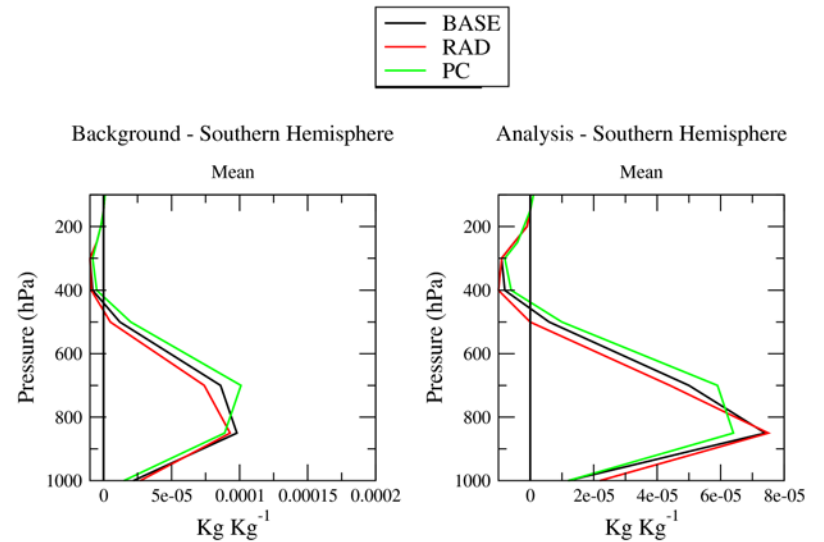 BASE
RAD
PC
Background - Southern Hemisphere
Mean
Pressure (hPa)
200
400
600
800
1000
0
5e-05
0.0001
0.00015
0.0002
Kg Kg⁻¹
Analysis - Southern Hemisphere
Mean
Pressure (hPa)
200
400
600
800
1000
0
2e-05
4e-05
6e-05
8e-05
Kg Kg⁻¹